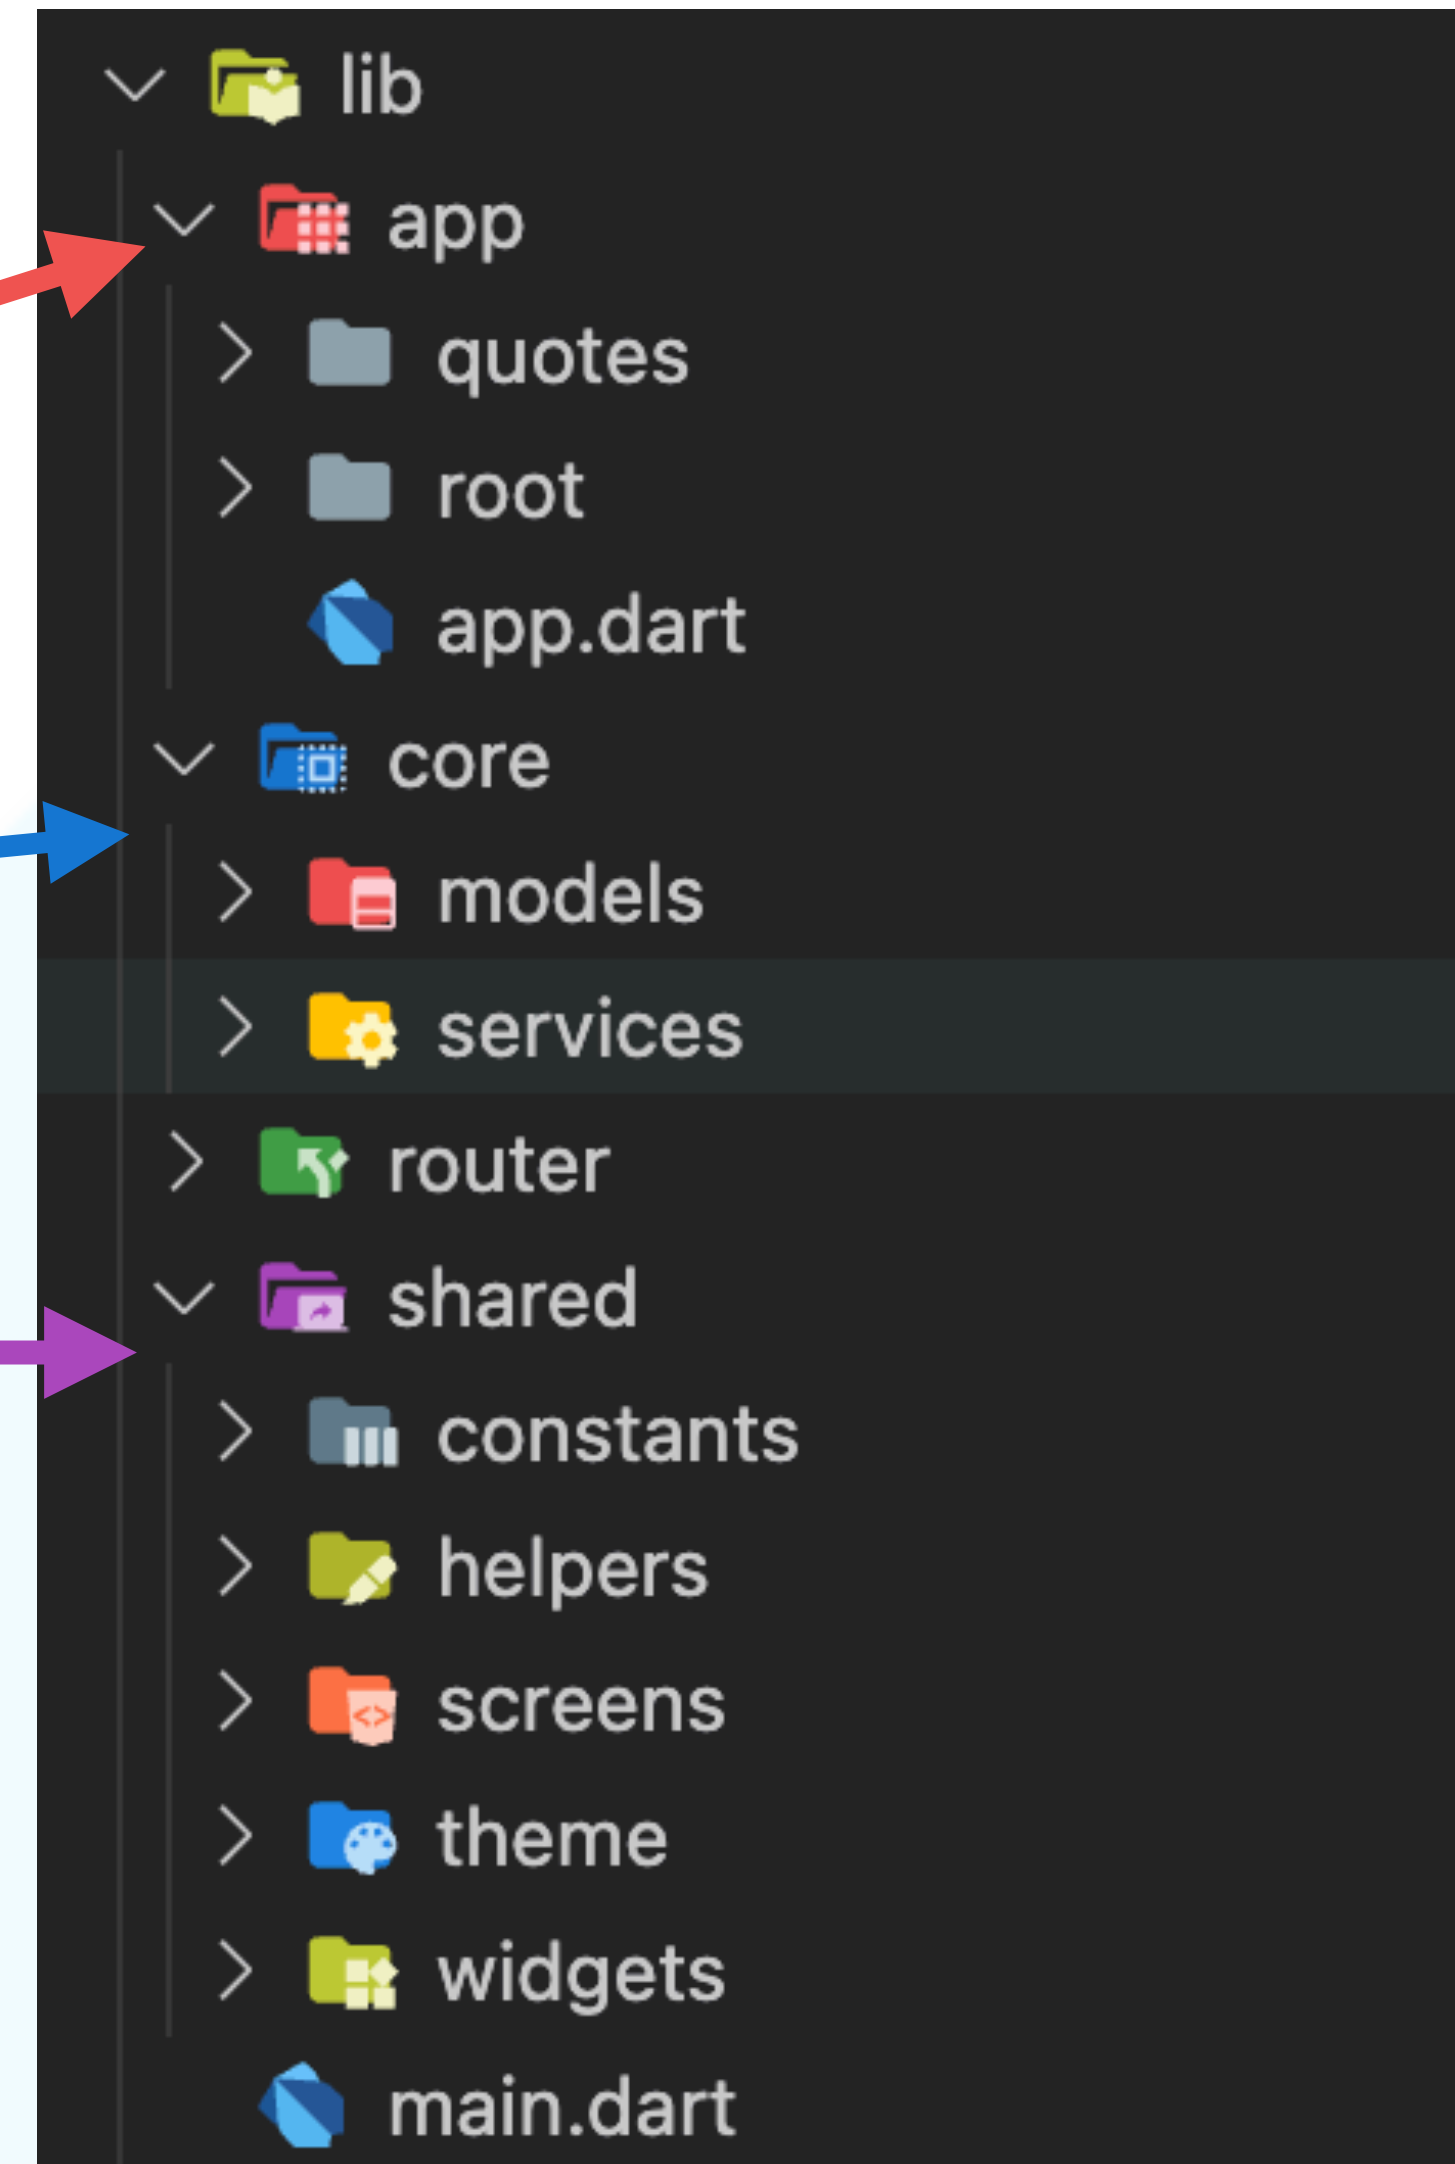 lib
app
quotes
root
app.dart
core
models
services
router
shared
constants
helpers
screens
theme
widgets
main.dart